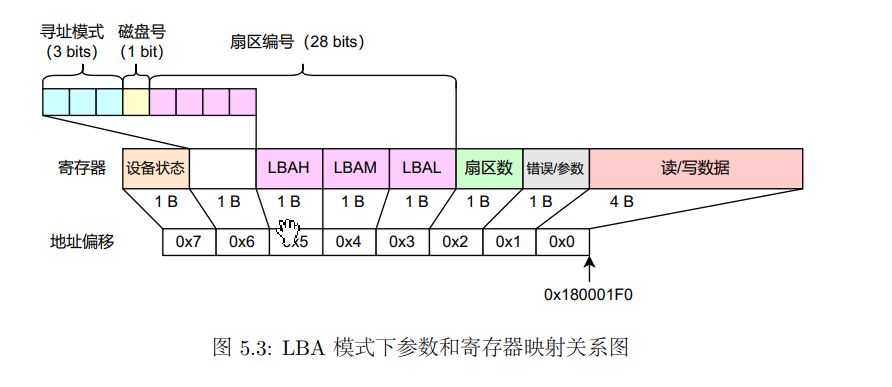 寻址模式 磁盘号 扇区编号（28 bits）
（3 bits）（1 bit）
寄存器 设备状态 LBAH LBAM LBAL 扇区数 错误/参数 读/写数据
1 B 1 B 1 B 1 B 1 B 1 B 1 B 4 B
地址偏移 0x7 0x6 0x5 0x4 0x3 0x2 0x1 0x0
0x180001F0
图 5.3: LBA 模式下参数和寄存器映射关系图